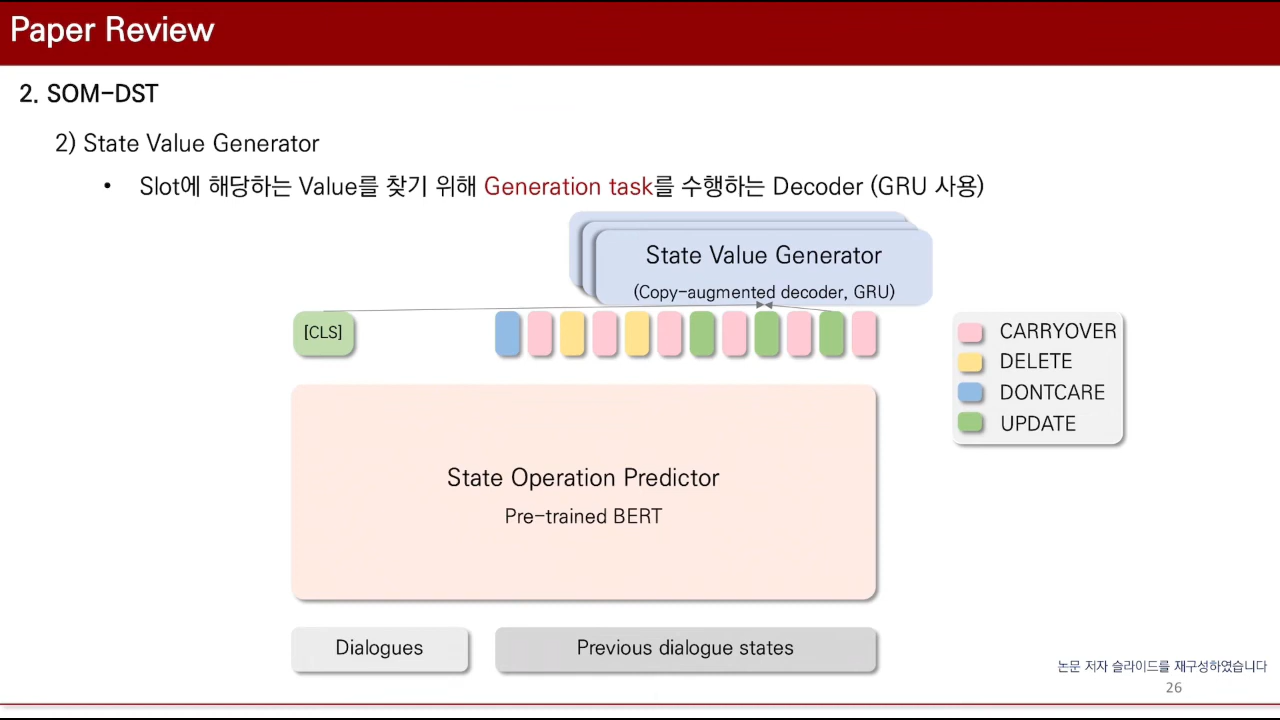 Paper Review
2. SOM-DST
2) State Value Generator
• Slot에 해당하는 Value를 찾기 위해 Generation task를 수행하는 Decoder (GRU 사용)
State Value Generator
(Copy-augmented decoder, GRU)
[CLS]
CARRYOVER
DELETE
DONTCARE
UPDATE
State Operation Predictor
Pre-trained BERT
Dialogues
Previous dialogue states
논문 저자 슬라이드를 재구성하였습니다
26